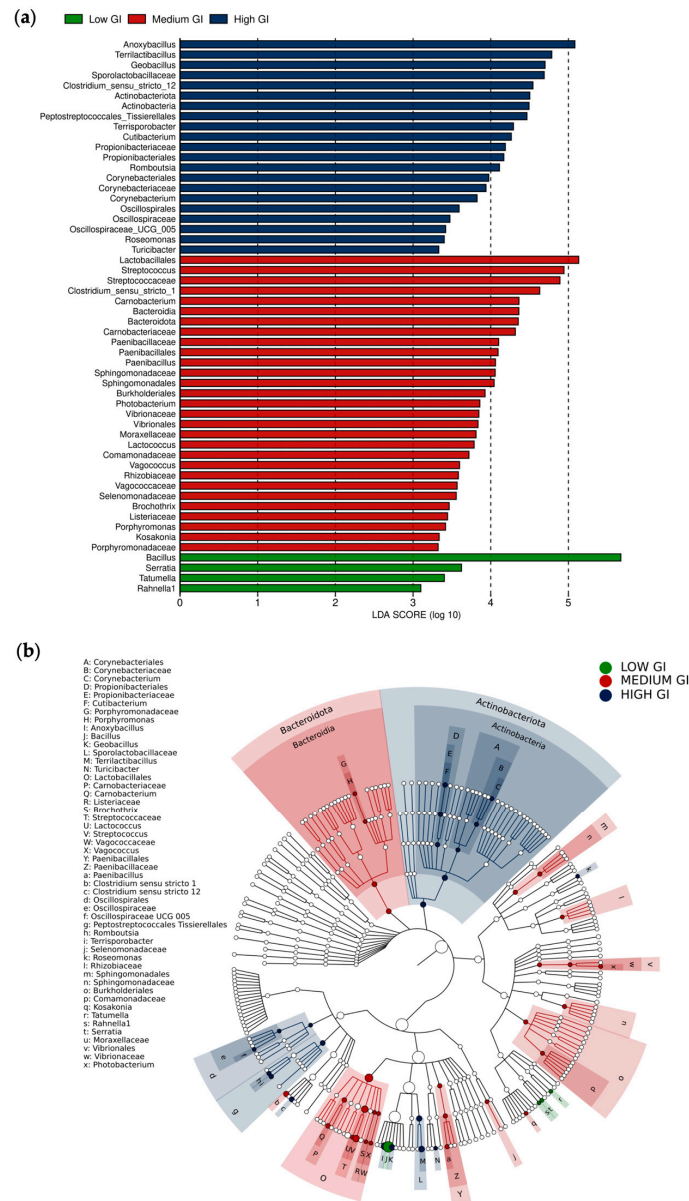 (a)
Low GI Medium GI High GI
Anoxybacillus
Terrilactibacillus
Geobacillus
Sporolactobacillaceae
Clostridium_sensu_stricto_12
Actinobacteriota
Actinobacteria
Peptostreptococcales_Tissierellales
Terrisporobacter
Cutibacterium
Propionibacteriaceae
Propionibacteriales
Romboutsia
Corynebacteriales
Corynebacteriaceae
Corynebacterium
Oscillospirales
Oscillospiraceae
Oscillospiraceae_UCG_005
Roseomonas
Turicibacter
Lactobacillales
Streptococcus
Streptococcaceae
Clostridium_sensu_stricto_1
Carnobacterium
Bacteroidia
Bacteroidota
Carnobacteriaceae
Paenibacillaceae
Paenibacillales
Paenibacillus
Sphingomonadaceae
Sphingomonadales
Burkholderiales
Photobacterium
Vibrionaceae
Vibrionales
Moraxellaceae
Lactococcus
Comamonadaceae
Vagococcus
Rhizobiaceae
Vagococcaceae
Selenomonadaceae
Brochothrix
Listeriaceae
Porphyromonas
Kosakonia
Porphyromonadaceae
Bacillus
Serratia
Tatumella
Rahnella1
0 1 2 3 4 5
LDA SCORE (log 10)
(b)
A: Corynebacteriales
B: Corynebacteriaceae
C: Corynebacterium
D: Propionibacteriales
E: Propionibacteriaceae
F: Cutibacterium
G: Porphyromonadaceae
H: Porphyromonas
I: Anoxybacillus
J: Bacillus
K: Geobacillus
L: Sporolactobacillaceae
M: Terrilactibacillus
N: Turicibacter
O: Lactobacillales
P: Carnobacteriaceae
Q: Carnobacterium
R: Listeriaceae
S: Brochothrix
T: Streptococcaceae
U: Lactococcus
V: Streptococcus
W: Vagococcaceae
X: Vagococcus
Y: Paenibacillales
Z: Paenibacillaceae
a: Paenibacillus
b: Clostridium sensu stricto 1
c: Clostridium sensu stricto 12
d: Oscillospirales
e: Oscillospiraceae
f: Oscillospiraceae UCG 005
g: Peptostreptococcales Tissierellales
h: Romboutsia
i: Terrisporobacter
j: Selenomonadaceae
k: Roseomonas
l: Rhizobiaceae
m: Sphingomonadales
n: Sphingomonadaceae
o: Burkholderiales
p: Comamonadaceae
q: Kosakonia
r: Tatumella
s: Rahnella1
t: Serratia
u: Moraxellaceae
v: Vibrionales
w: Vibrionaceae
x: Photobacterium
LOW GI
MEDIUM GI
HIGH GI
Bacteroidota
Bacteroidia
Actinobacteriota
Actinobacteria
D
A
E
B
F
C
G
H
m
n
k
l
x w v
u
o
p
e
d
h
g
b
c
Q
P
U V
T
S X
R W
O
I J K
M
L
N
a
Z
Y
j
q
s t
r